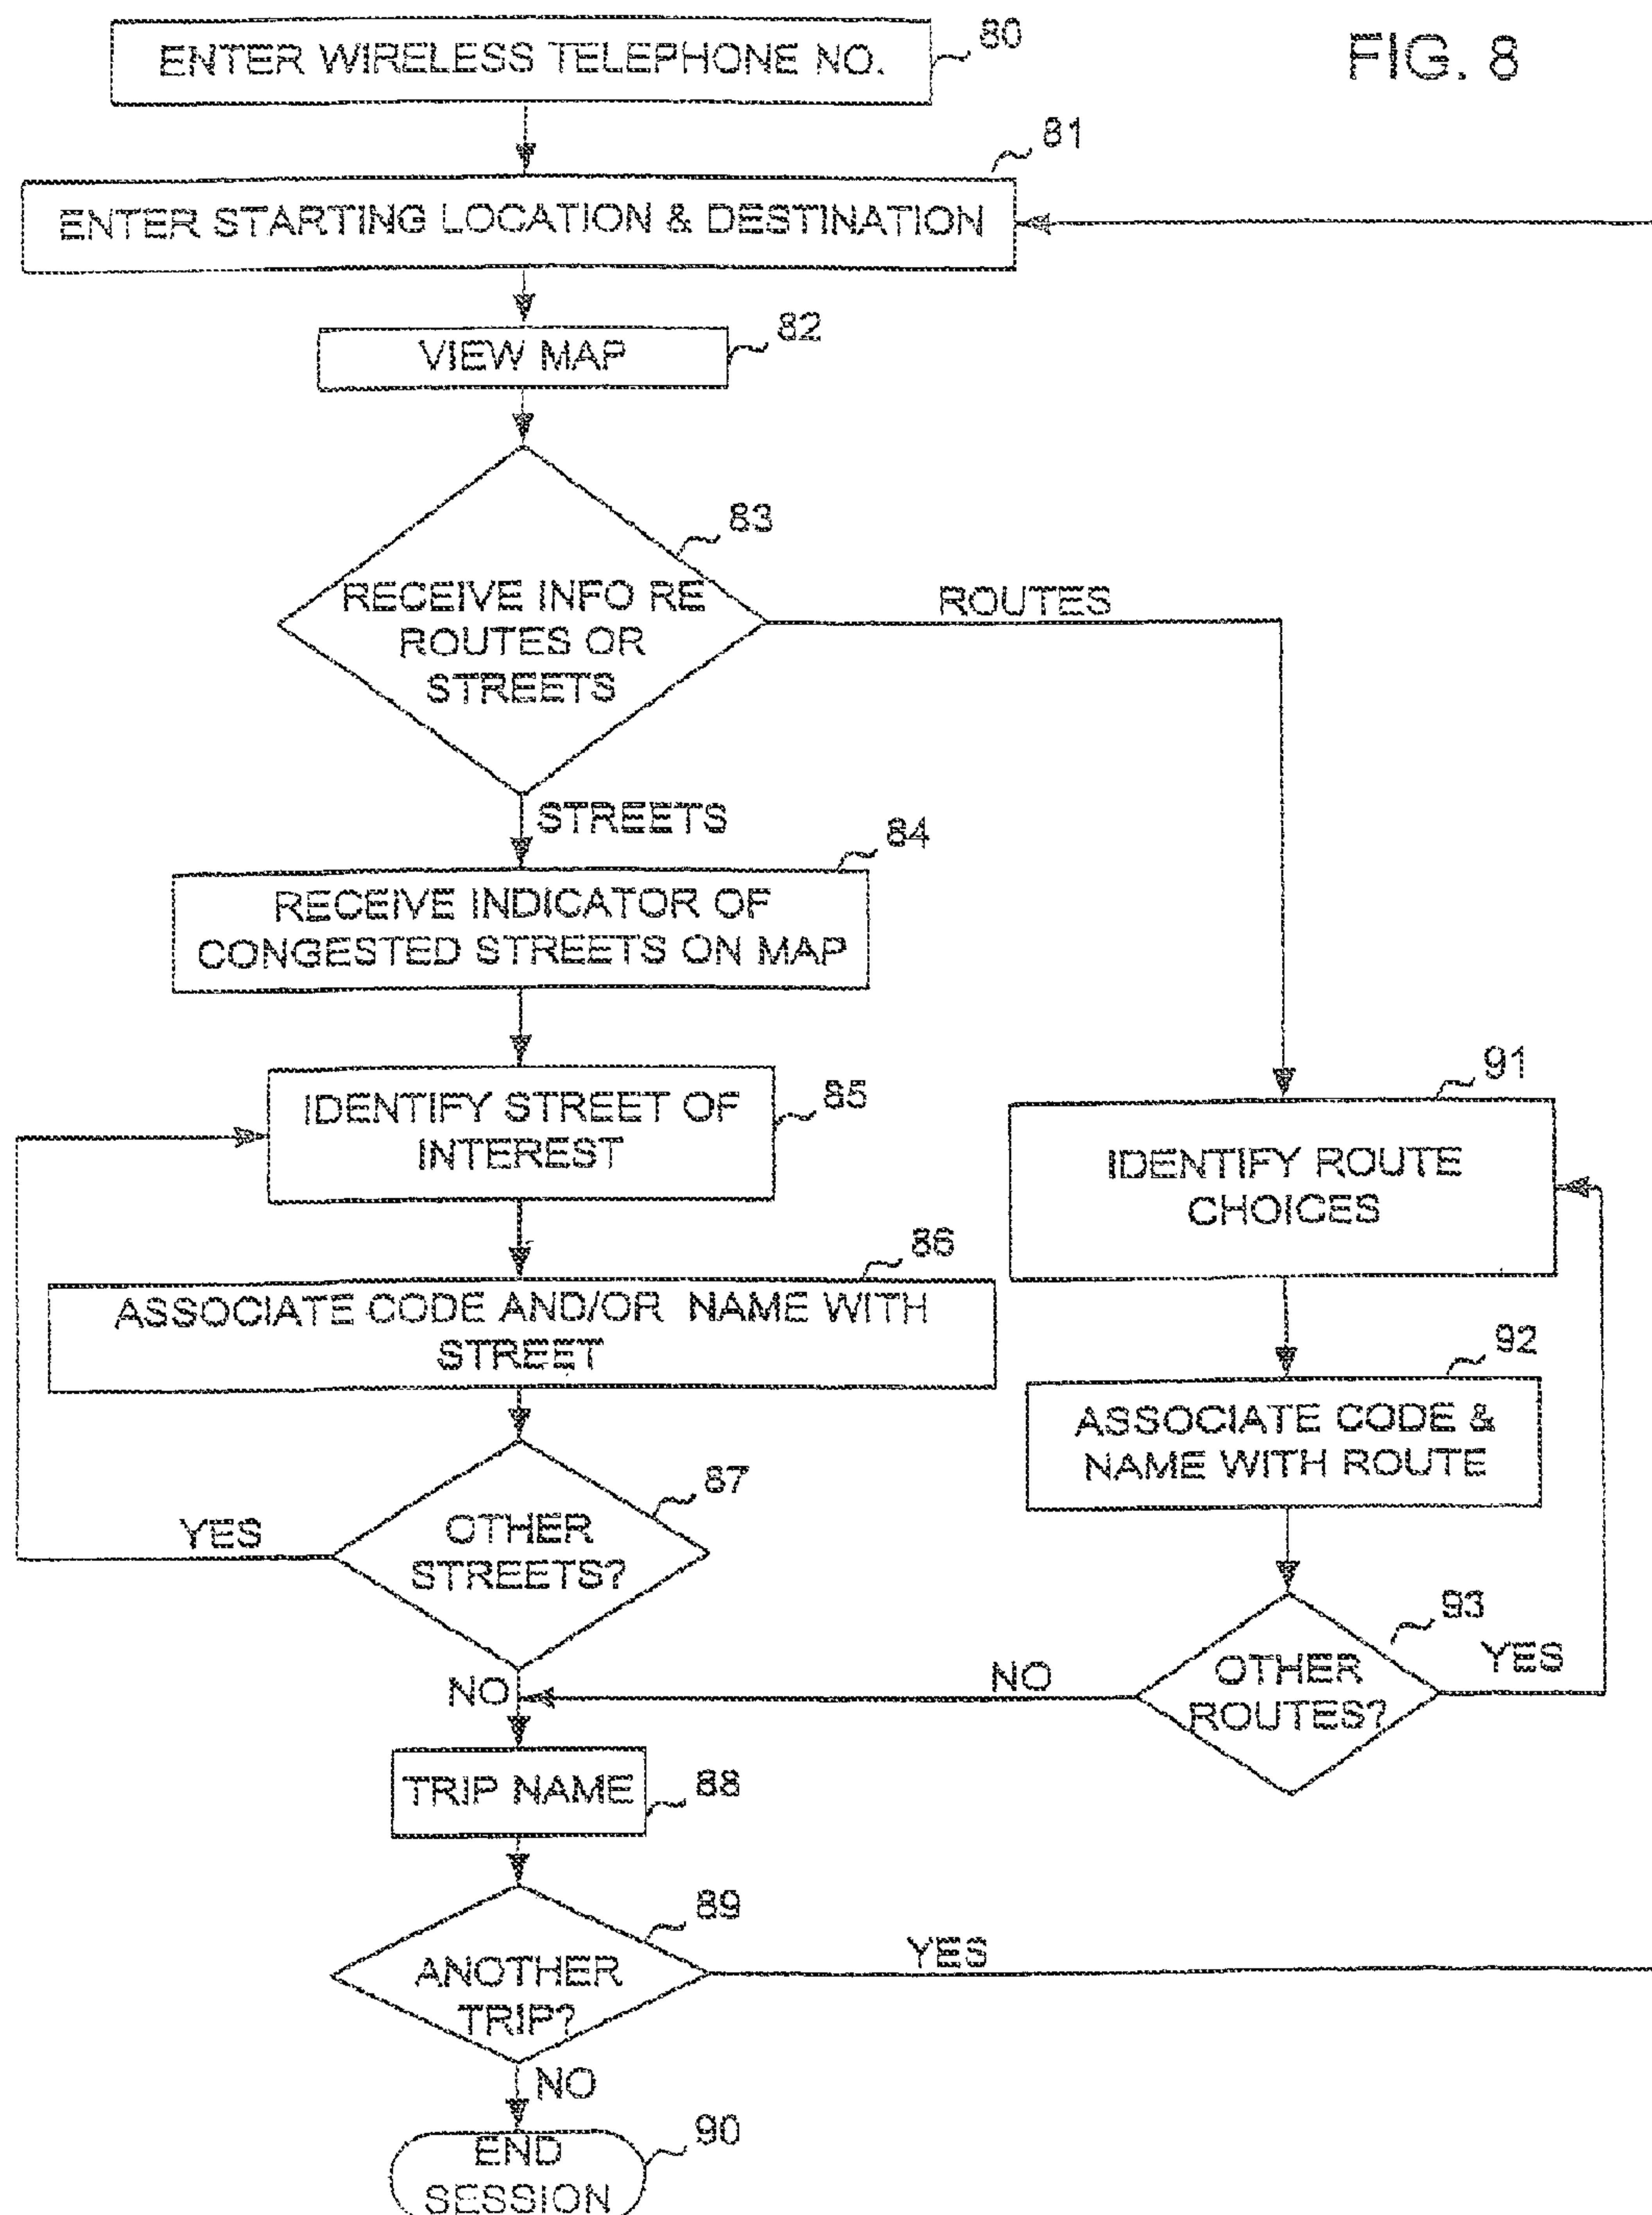 FIG. 8
ENTER WIRELESS TELEPHONE NO.
80
81
ENTER STARTING LOCATION & DESTINATION
82
VIEW MAP
83
RECEIVE INFO RE
ROUTES OR
STREETS
ROUTES
STREETS
84
RECEIVE INDICATOR OF
CONGESTED STREETS ON MAP
85
IDENTIFY STREET OF
INTEREST
91
IDENTIFY ROUTE
CHOICES
86
ASSOCIATE CODE AND/OR NAME WITH
STREET
92
ASSOCIATE CODE &
NAME WITH ROUTE
87
OTHER
STREETS?
YES
93
OTHER
ROUTES?
YES
NO
NO
TRIP NAME
88
89
ANOTHER
TRIP?
YES
NO
90
END
SESSION